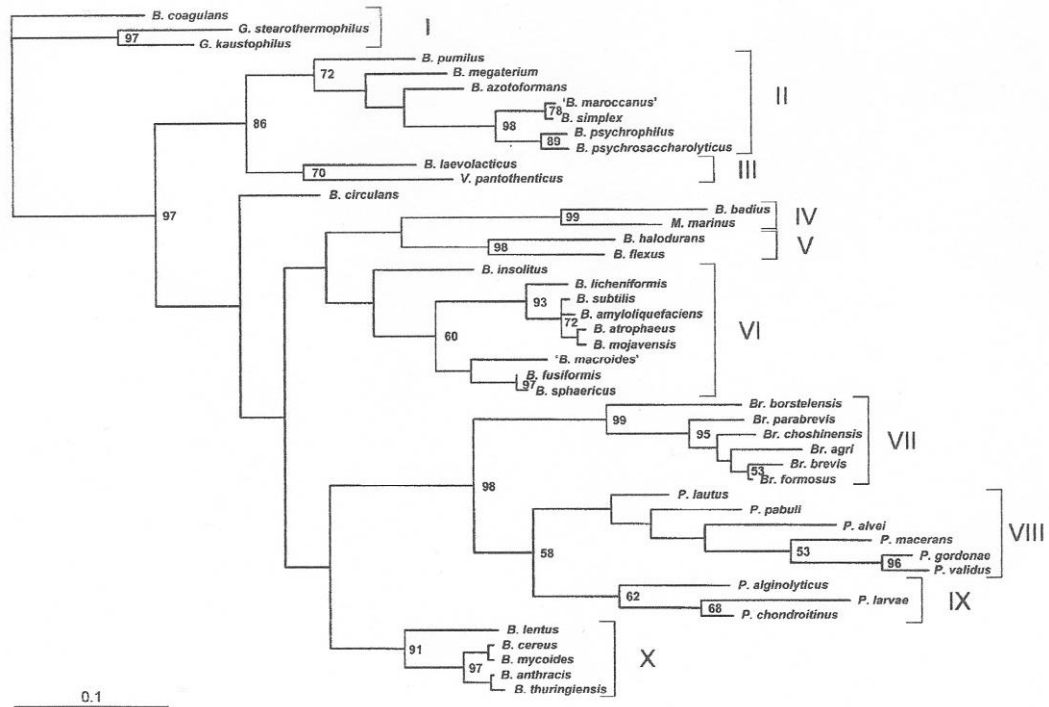 B. coagulans
G. stearothermophilus
97
I
G. kaustophilus
B. pumilus
72
B. megaterium
B. azotoformans
II
'B. maroccanus'
78
B. simplex
98
86
B. psychrophilus
89
B. psychrosaccharolyticus
B. laevolacticus
70
III
V. pantothenticus
B. circulans
97
B. badius
99
IV
M. marinus
B. halodurans
98
V
B. flexus
B. insolitus
B. licheniformis
93
B. subtilis
B. amyloliquefaciens
72
B. atrophaeus
VI
60
B. mojavensis
'B. macroides'
B. fusiformis
97
B. sphaericus
Br. borstelensis
99
Br. parabrevis
95
Br. choshinensis
VII
Br. agri
Br. brevis
53
Br. formosus
98
P. lautus
P. pabuli
P. alvei
VIII
P. macerans
53
58
P. gordonae
96
P. validus
P. alginolyticus
62
P. larvae
IX
68
P. chondroitinus
B. lentus
91
B. cereus
B. mycoides
X
97
B. anthracis
B. thuringiensis
0.1